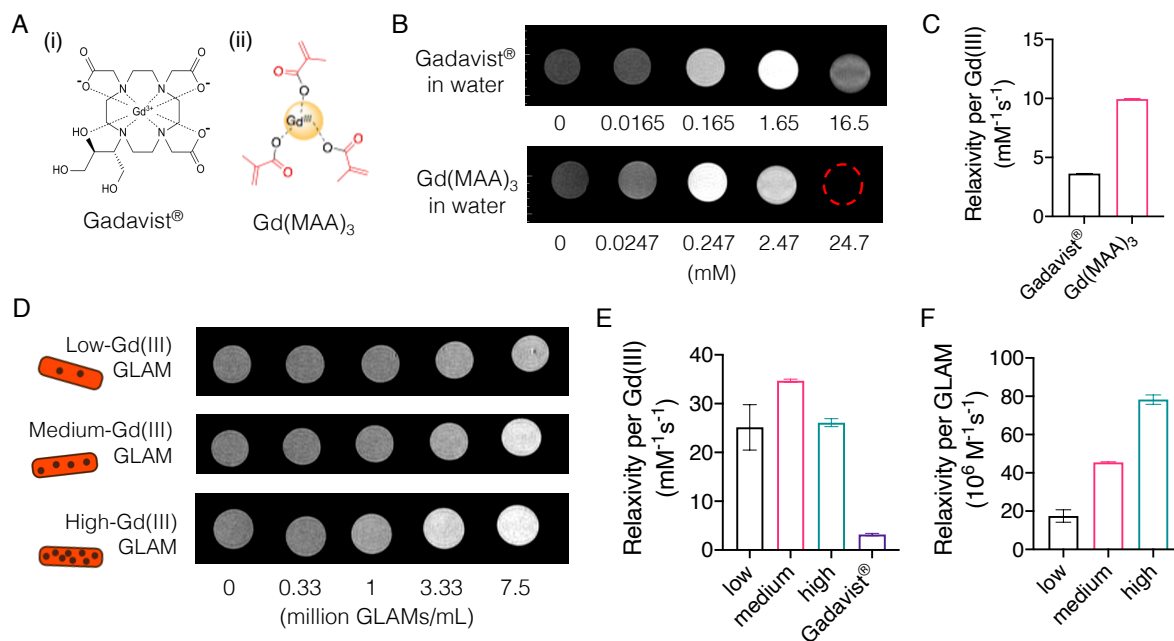 A
(i)
(ii)
O
O⁻
O
O⁻
N
N
Gd³⁺
N
N
HO
O⁻
O
HO
HO
Gadavist®
O
O
Gdᴵᴵᴵ
O
O
O
O
Gd(MAA)₃
B
Gadavist®
in water
0 0.0165 0.165 1.65 16.5
Gd(MAA)₃
in water
0 0.0247 0.247 2.47 24.7
(mM)
C
Relaxivity per Gd(III)
(mM⁻¹s⁻¹)
15
10
5
0
Gadavist®
Gd(MAA)₃
D
Low-Gd(III)
GLAM
Medium-Gd(III)
GLAM
High-Gd(III)
GLAM
0 0.33 1 3.33 7.5
(million GLAMs/mL)
E
Relaxivity per Gd(III)
(mM⁻¹s⁻¹)
40
30
20
10
0
low
medium
high
Gadavist®
F
Relaxivity per GLAM
(10⁶ M⁻¹s⁻¹)
100
80
60
40
20
0
low
medium
high